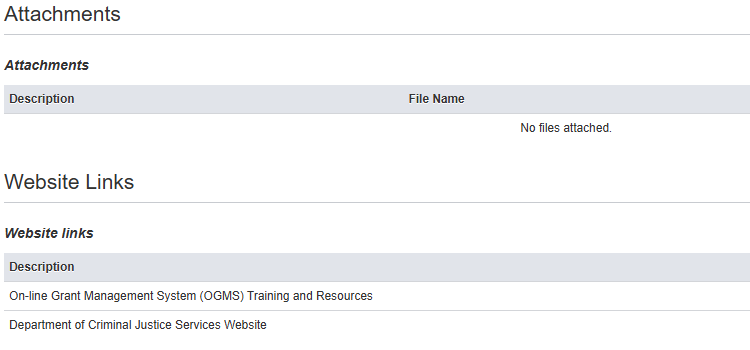 Attachments
Attachments
Description File Name
No files attached.
Website Links
Website links
Description
On-line Grant Management System (OGMS) Training and Resources
Department of Criminal Justice Services Website